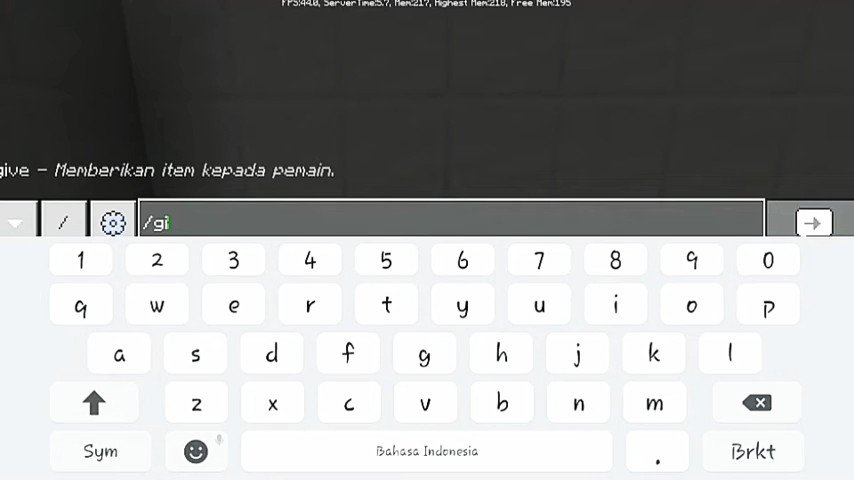 FPS:44.0, ServerTime:5.7, Mem:217, Highest Mem:218, Free Mem:195
give - Memberikan item kepada pemain.
/ /gi
1 2 3 4 5 6 7 8 9 0
q w e r t y u i o p
a s d f g h j k l
z x c v b n m
Sym Bahasa Indonesia . Brkt